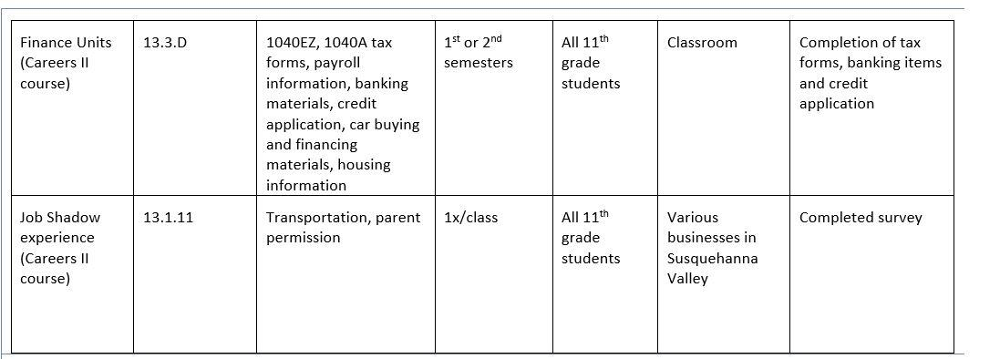 Finance Units
(Careers II
course)
13.3.D
1040EZ, 1040A tax
forms, payroll
information, banking
materials, credit
application, car buying
and financing
materials, housing
information
1st or 2nd
semesters
All 11th
grade
students
Classroom
Completion of tax
forms, banking items
and credit
application
Job Shadow
experience
(Careers II
course)
13.1.11
Transportation, parent
permission
1x/class
All 11th
grade
students
Various
businesses in
Susquehanna
Valley
Completed survey